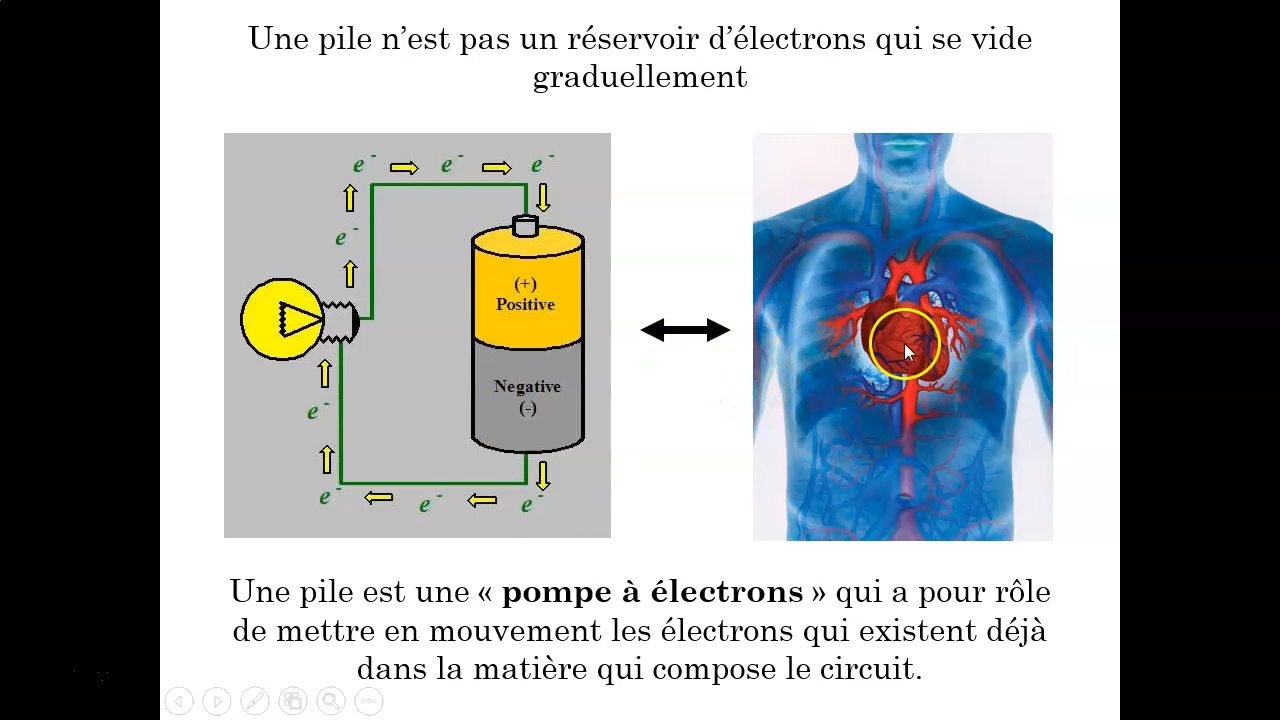 Une pile n'est pas un réservoir d'électrons qui se vide
graduellement
e⁻ e⁻ e⁻
e⁻
(+)
Positive
Negative
(-)
e⁻
e⁻ e⁻ e⁻
Une pile est une « pompe à électrons » qui a pour rôle
de mettre en mouvement les électrons qui existent déjà
dans la matière qui compose le circuit.